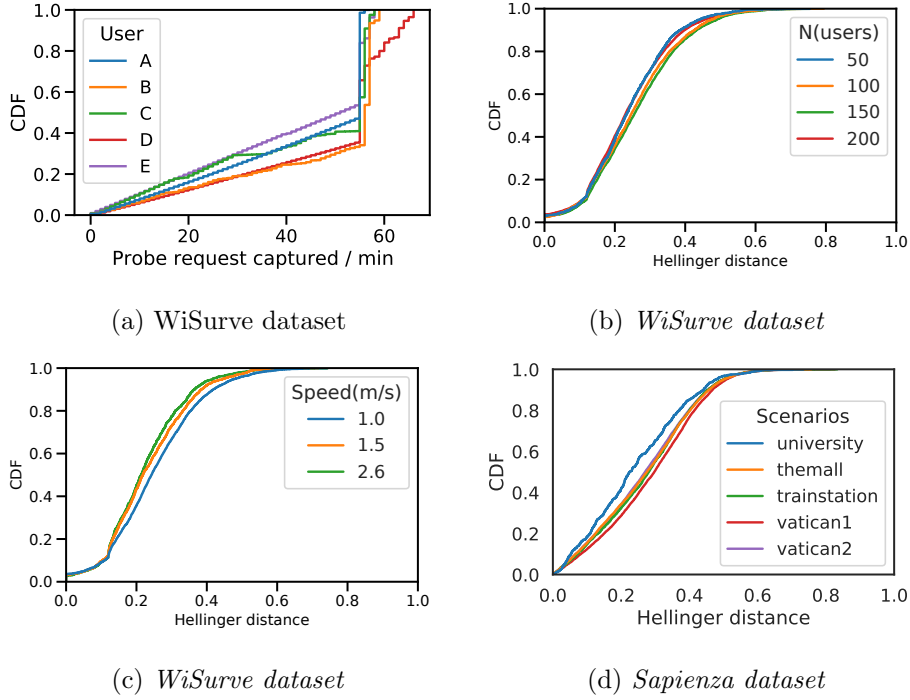 1.0
0.8
0.6
0.4
0.2
0.0
CDF
User
A
B
C
D
E
0 20 40 60
Probe request captured / min
(a) WiSurve dataset
1.0
0.8
0.6
0.4
0.2
0.0
CDF
N(users)
50
100
150
200
0.0 0.2 0.4 0.6 0.8 1.0
Hellinger distance
(b) WiSurve dataset
1.0
0.8
0.6
0.4
0.2
0.0
CDF
Speed(m/s)
1.0
1.5
2.6
0.0 0.2 0.4 0.6 0.8 1.0
Hellinger distance
(c) WiSurve dataset
1.0
0.8
0.6
0.4
0.2
0.0
CDF
Scenarios
university
themall
trainstation
vatican1
vatican2
0.0 0.2 0.4 0.6 0.8 1.0
Hellinger distance
(d) Sapienza dataset